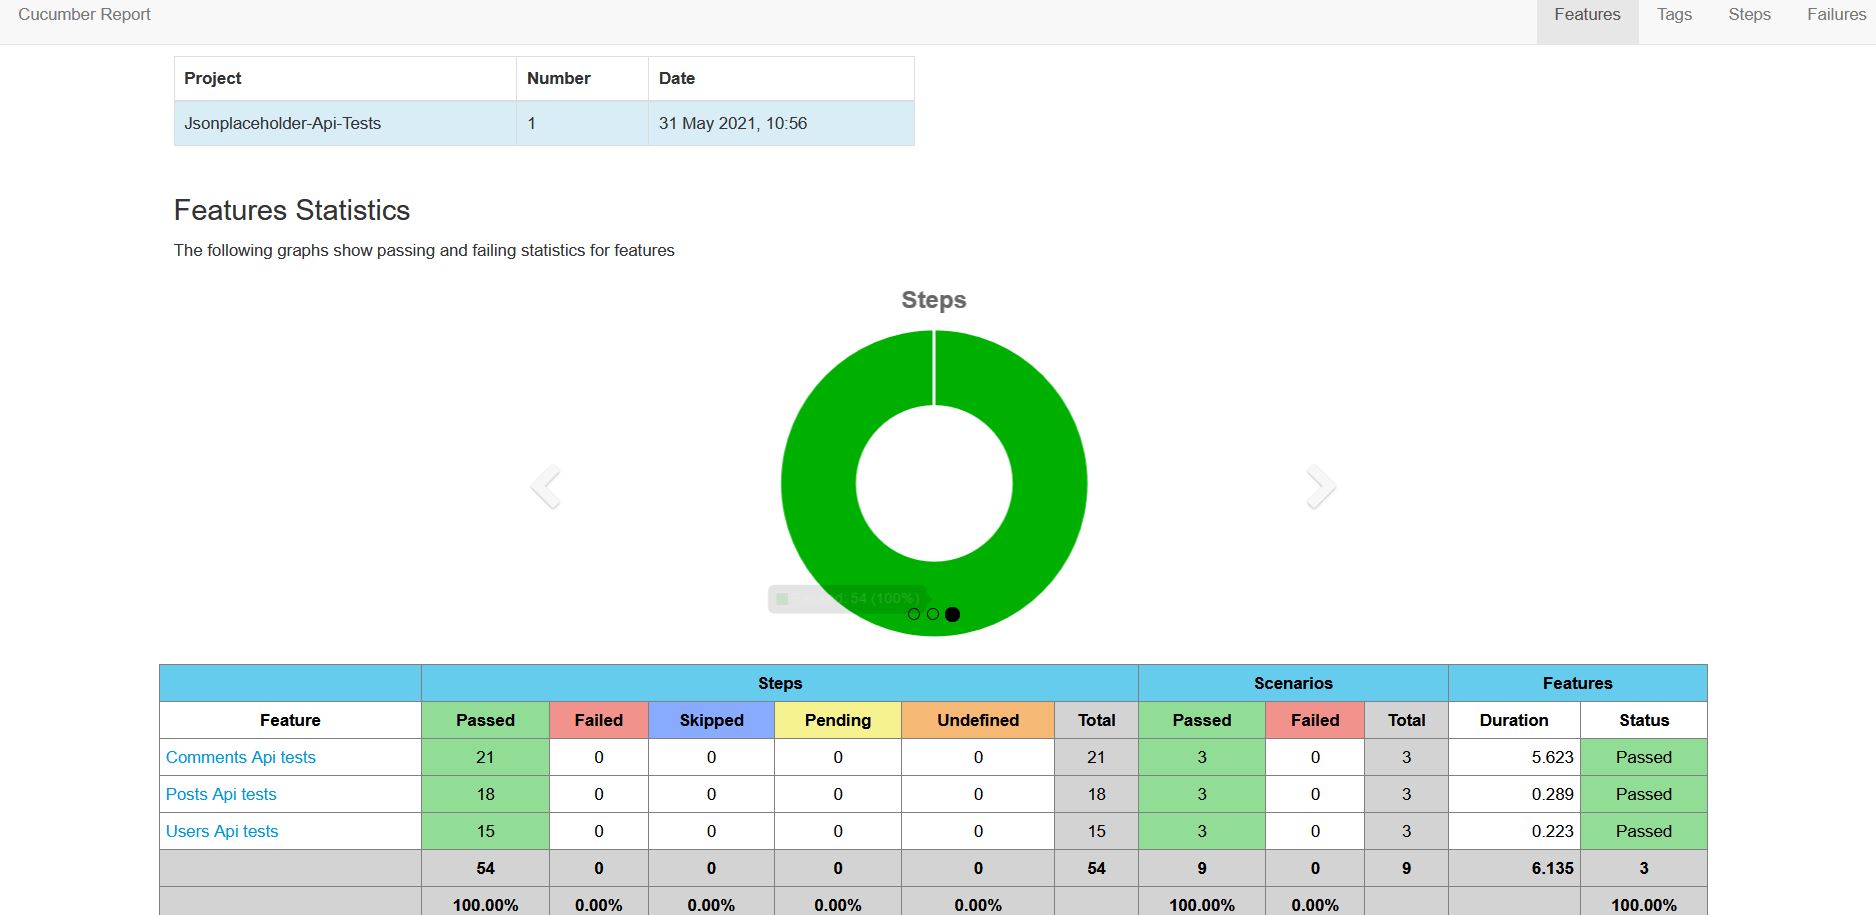 Cucumber Report Features Tags Steps Failures
Project Number Date
Jsonplaceholder-Api-Tests 1 31 May 2021, 10:56
Features Statistics
The following graphs show passing and failing statistics for features
Steps
54 (100%)
Steps Scenarios Features
Feature Passed Failed Skipped Pending Undefined Total Passed Failed Total Duration Status
Comments Api tests 21 0 0 0 0 21 3 0 3 5.623 Passed
Posts Api tests 18 0 0 0 0 18 3 0 3 0.289 Passed
Users Api tests 15 0 0 0 0 15 3 0 3 0.223 Passed
54 0 0 0 0 54 9 0 9 6.135 3
100.00% 0.00% 0.00% 0.00% 0.00% 100.00% 0.00% 100.00%